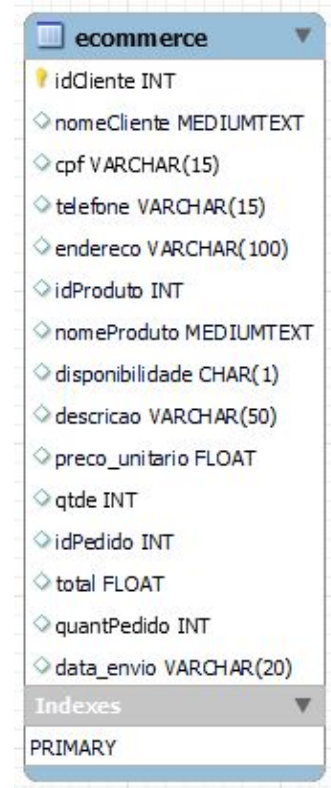 ecommerce
idCliente INT
nomeCliente MEDIUMTEXT
cpf VARCHAR(15)
telefone VARCHAR(15)
endereco VARCHAR(100)
idProduto INT
nomeProduto MEDIUMTEXT
disponibilidade CHAR(1)
descricao VARCHAR(50)
preco_unitario FLOAT
qtde INT
idPedido INT
total FLOAT
quantPedido INT
data_envio VARCHAR(20)
Indexes
PRIMARY